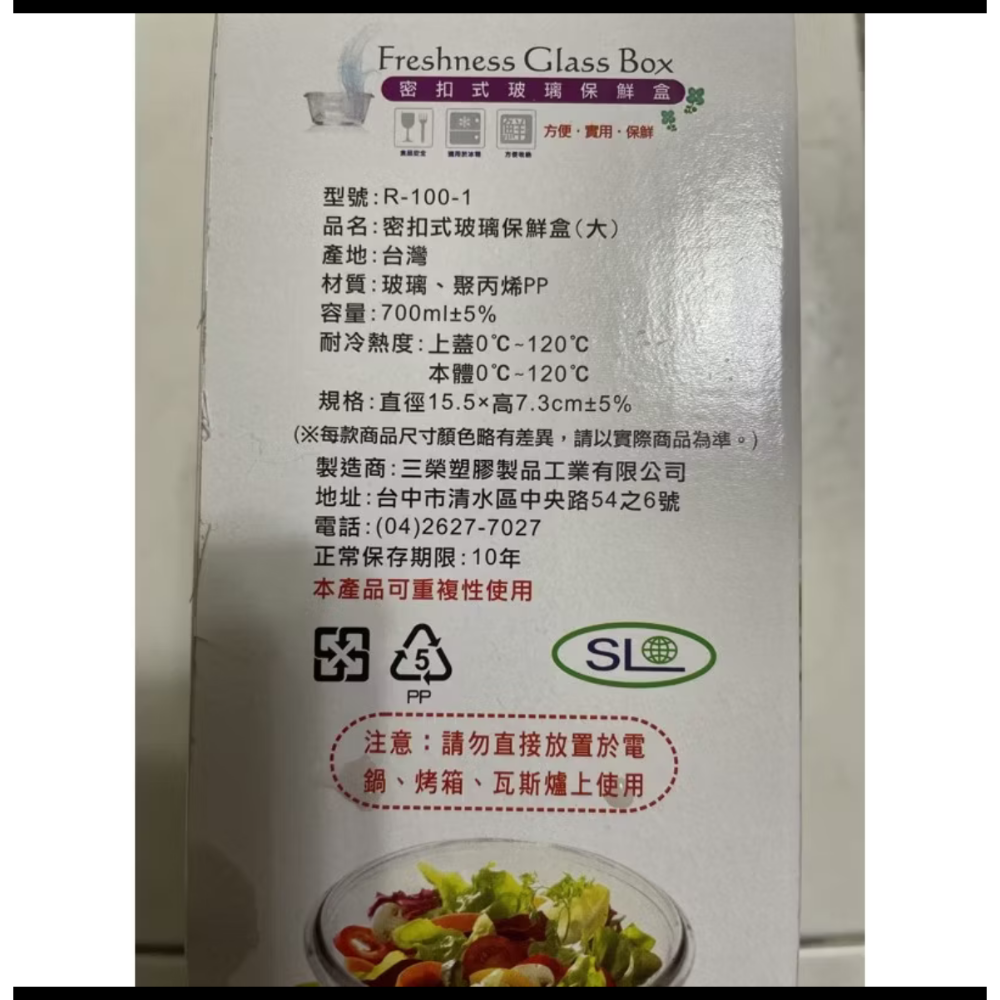 Freshness Glass Box
密扣式玻璃保鮮盒
方便・實用・保鮮
型號:R-100-1
品名:密扣式玻璃保鮮盒(大)
產地:台灣
材質:玻璃、聚丙烯PP
容量:700ml±5%
耐冷熱度:上蓋0℃~120℃
本體0℃~120℃
規格:直徑15.5×高7.3cm±5%
(※每款商品尺寸顏色略有差異,請以實際商品為準。)
製造商:三榮塑膠製品工業有限公司
地址:台中市清水區中央路54之6號
電話:(04)2627-7027
正常保存期限:10年
本產品可重複性使用
5
PP
SL
注意:請勿直接放置於電
鍋、烤箱、瓦斯爐上使用